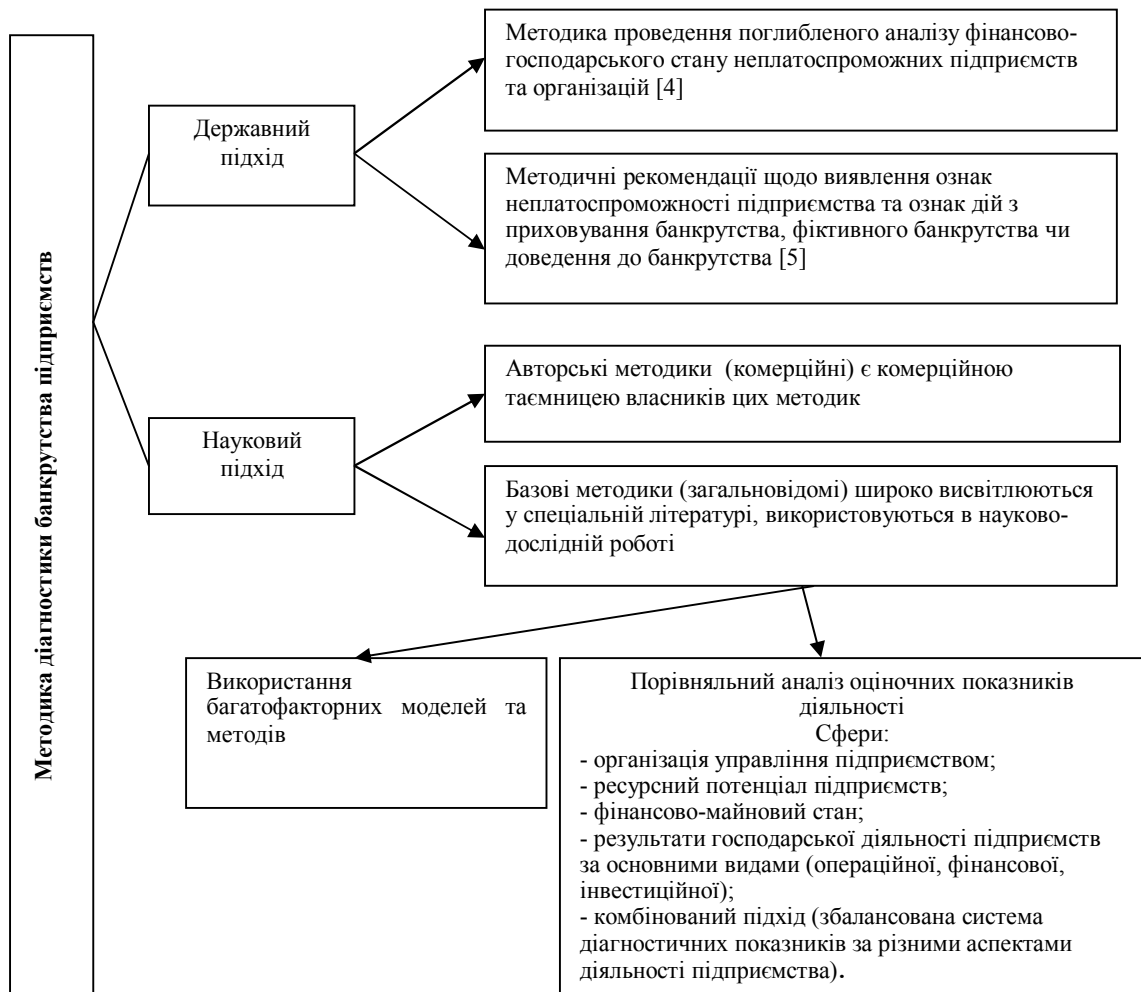 Методика діагностики банкрутства підприємств
Державний
підхід
Методика проведення поглибленого аналізу фінансово-
господарського стану неплатоспроможних підприємств
та організацій [4]
Методичні рекомендації щодо виявлення ознак
неплатоспроможності підприємства та ознак дій з
приховування банкрутства, фіктивного банкрутства чи
доведення до банкрутства [5]
Науковий
підхід
Авторські методики (комерційні) є комерційною
таємницею власників цих методик
Базові методики (загальновідомі) широко висвітлюються
у спеціальній літературі, використовуються в науково-
дослідній роботі
Використання
багатофакторних моделей та
методів
Порівняльний аналіз оціночних показників
діяльності
Сфери:
- організація управління підприємством;
- ресурсний потенціал підприємств;
- фінансово-майновий стан;
- результати господарської діяльності підприємств
за основними видами (операційної, фінансової,
інвестиційної);
- комбінований підхід (збалансована система
діагностичних показників за різними аспектами
діяльності підприємства).